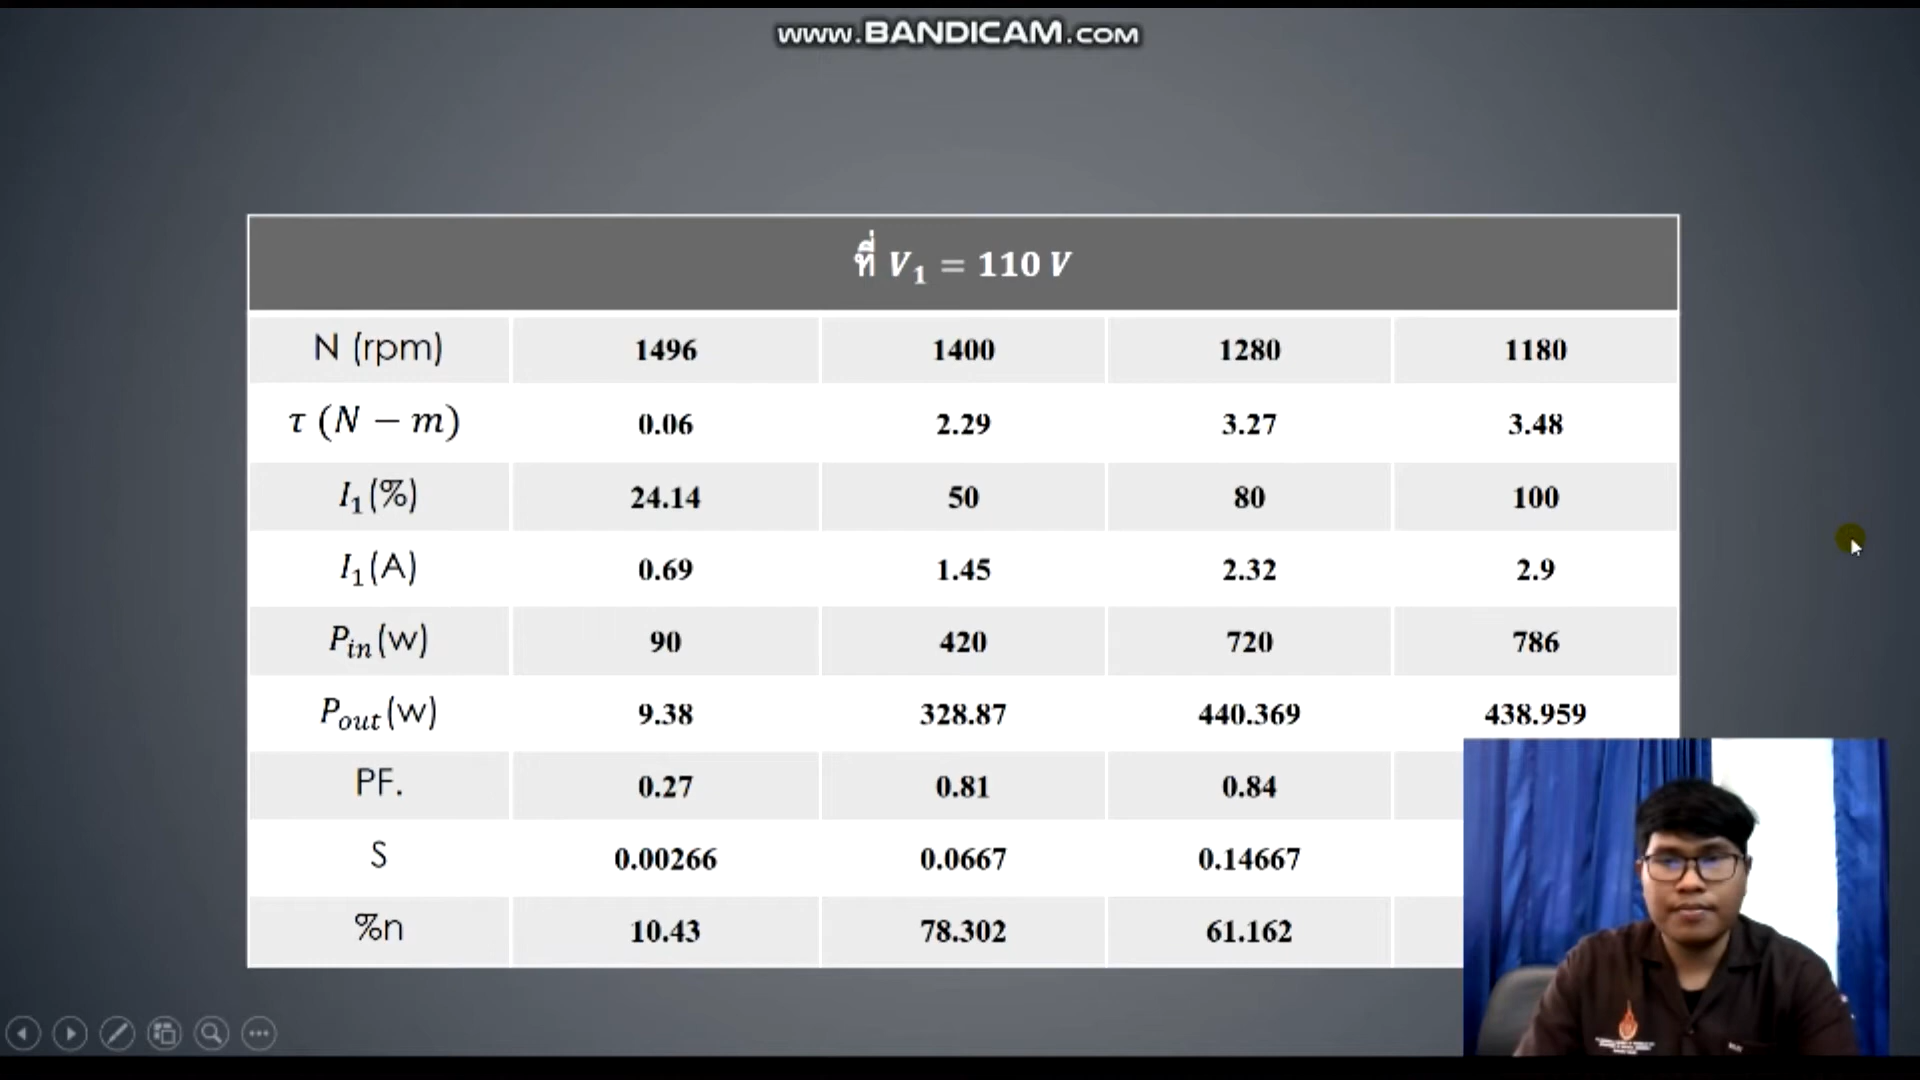 www.BANDICAM.com
ที่ V₁ = 110 V
N (rpm) 1496 1400 1280 1180
τ (N − m) 0.06 2.29 3.27 3.48
I₁(%) 24.14 50 80 100
I₁(A) 0.69 1.45 2.32 2.9
Pᵢₙ(w) 90 420 720 786
Pₒᵤₜ(w) 9.38 328.87 440.369 438.959
PF. 0.27 0.81 0.84
S 0.00266 0.0667 0.14667
%n 10.43 78.302 61.162